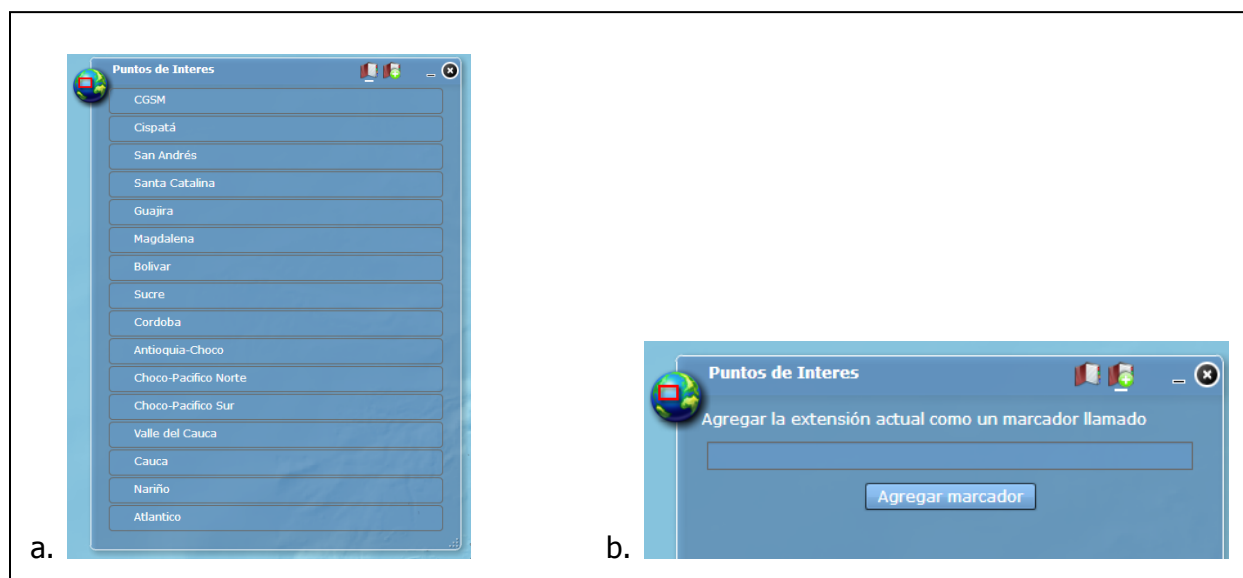 Puntos de Interes
CGSM
Cispatá
San Andrés
Santa Catalina
Guajira
Magdalena
Bolivar
Sucre
Cordoba
Antioquia-Choco
Choco-Pacifico Norte
Choco-Pacifico Sur
Valle del Cauca
Cauca
Nariño
Atlantico
a.
Puntos de Interes
Agregar la extensión actual como un marcador llamado
Agregar marcador
b.